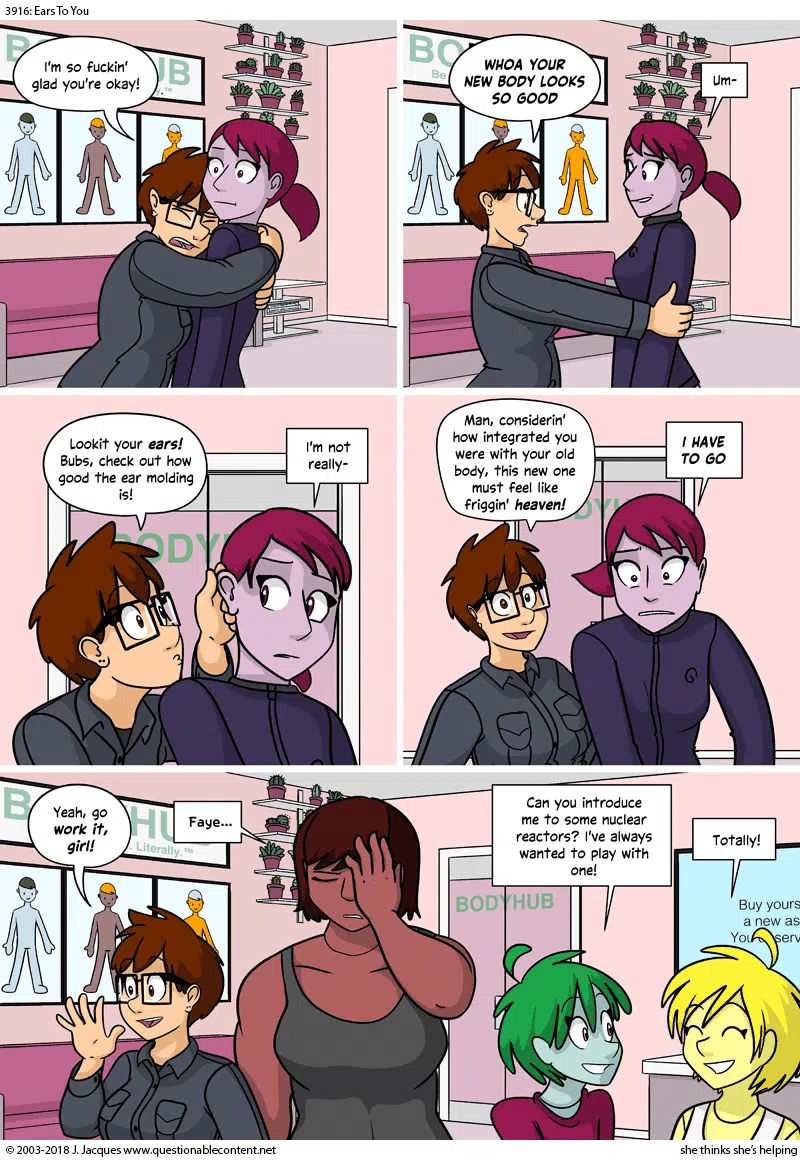 3916: Ears To You
BO
UB
.™
I'm so fuckin'
glad you're okay!
BO
Be
WHOA YOUR
NEW BODY LOOKS
SO GOOD
Um-
BODY
Lookit your ears!
Bubs, check out how
good the ear molding
is!
I'm not
really-
DYHU
Man, considerin'
how integrated you
were with your old
body, this new one
must feel like
friggin' heaven!
I HAVE
TO GO
B
HUB
. Literally.™
Yeah, go
work it,
girl!
Faye...
BODYHUB
Can you introduce
me to some nuclear
reactors? I've always
wanted to play with
one!
Totally!
Buy yours
a new as
You
serv
© 2003-2018 J. Jacques www.questionablecontent.net
she thinks she's helping